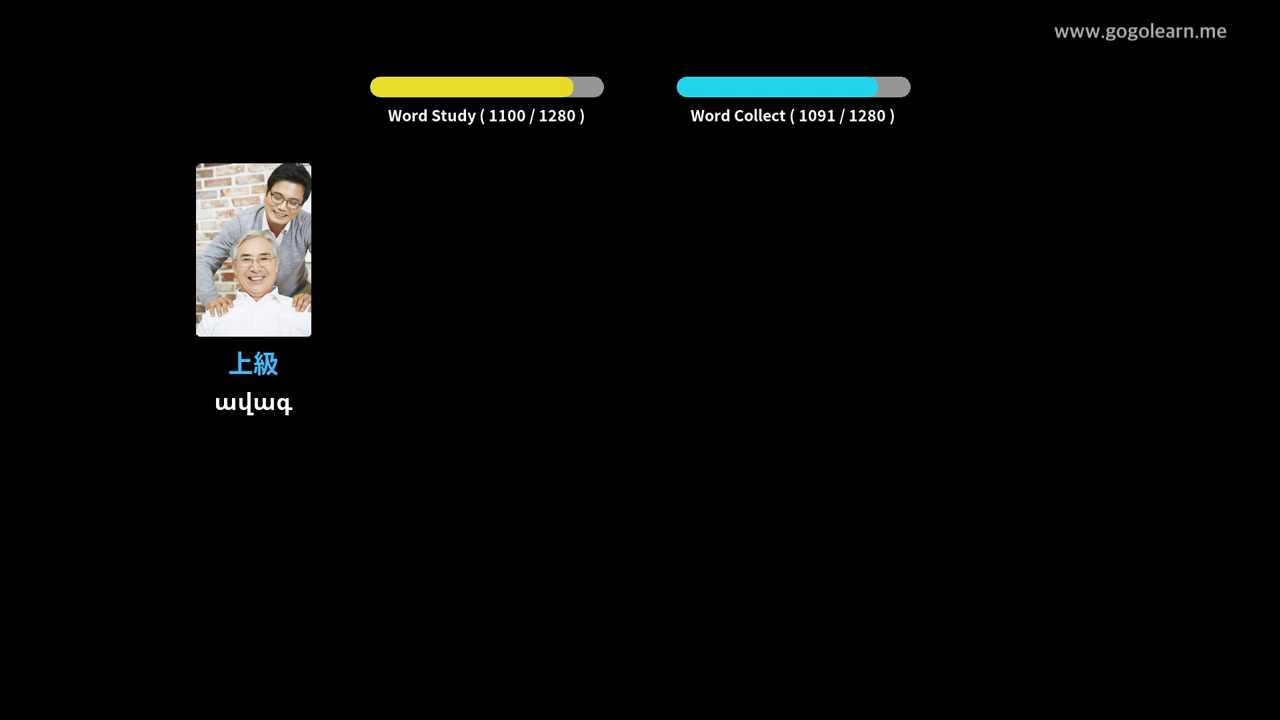 www.gogolearn.me
Word Study ( 1100 / 1280 )
Word Collect ( 1091 / 1280 )
上級
ավագ